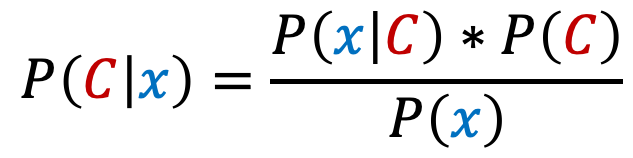 P(C|x) = P(x|C) * P(C) / P(x)